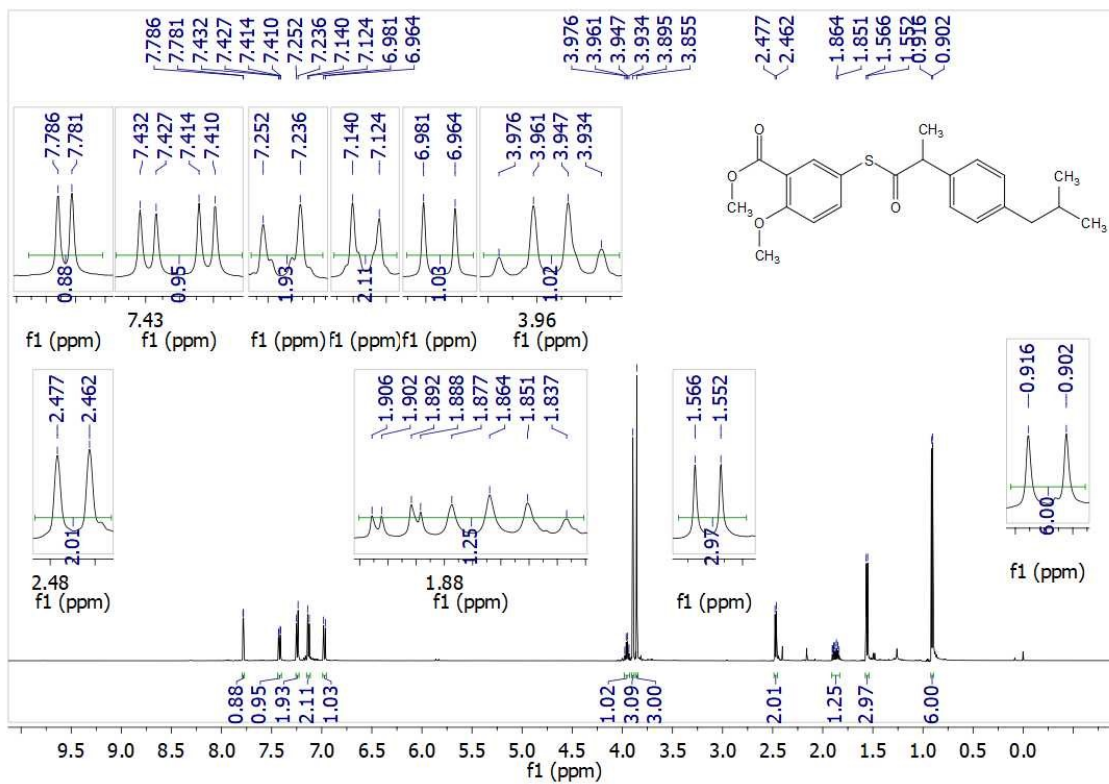 7.786 7.781 7.432 7.427 7.414 7.410 7.252 7.236 7.140 7.124 6.981 6.964 3.976 3.961 3.947 3.934 3.895 3.855 2.477 2.462 1.864 1.851 1.566 1.552 0.916 0.902
7.786 7.781
7.432 7.427 7.414 7.410
7.252 7.236
7.140 7.124
6.981 6.964
3.976 3.961 3.947 3.934
O
O
CH3
O
CH3
S
O
CH3
CH3
CH3
0.88 0.95 1.93 2.11 1.03 1.02
7.43 3.96
f1 (ppm) f1 (ppm) f1 (ppm) f1 (ppm) f1 (ppm) f1 (ppm)
2.477 2.462
1.906 1.902 1.892 1.888 1.877 1.864 1.851 1.837
1.566 1.552
0.916 0.902
2.01 1.25 2.97 6.00
2.48 1.88
f1 (ppm) f1 (ppm) f1 (ppm) f1 (ppm)
0.88 0.95 1.93 2.11 1.03 1.02 3.09 3.00 2.01 1.25 2.97 6.00
9.5 9.0 8.5 8.0 7.5 7.0 6.5 6.0 5.5 5.0 4.5 4.0 3.5 3.0 2.5 2.0 1.5 1.0 0.5 0.0
f1 (ppm)